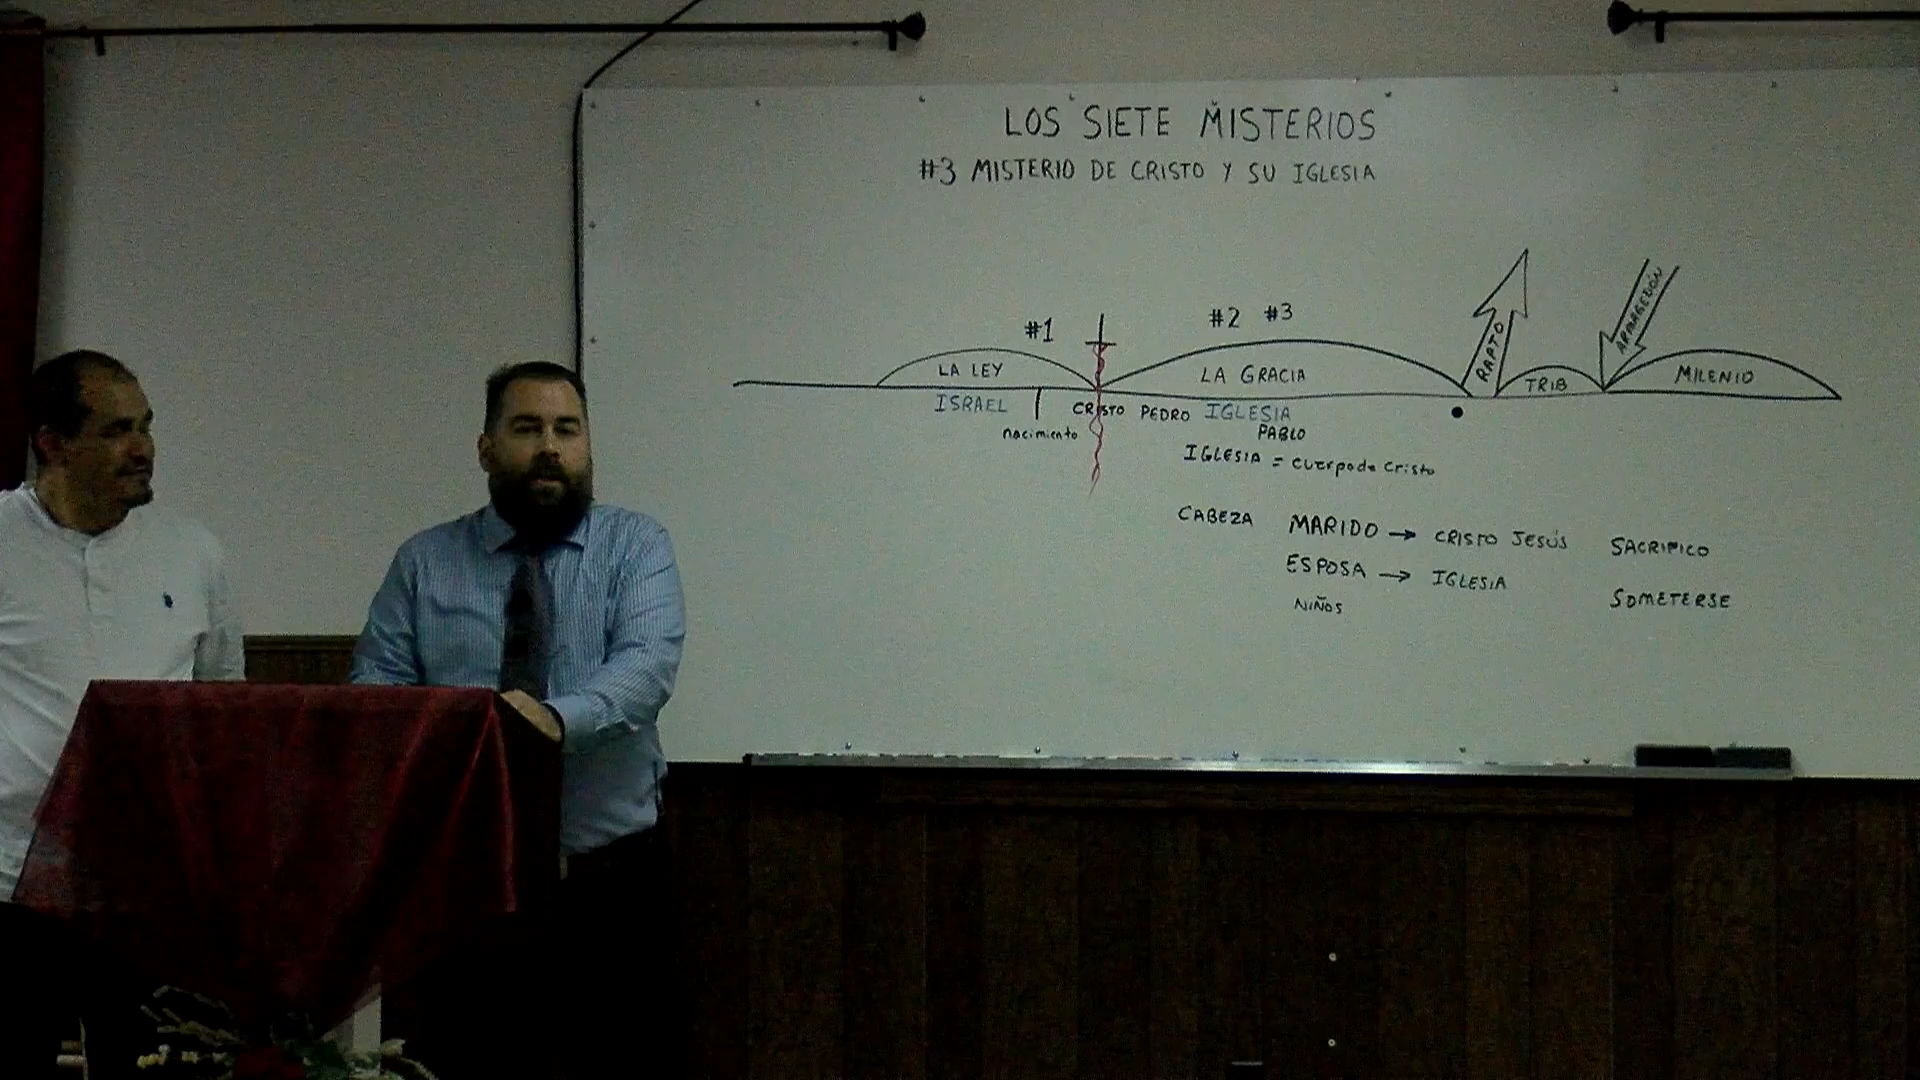 LOS SIETE MISTERIOS
#3 MISTERIO DE CRISTO Y SU IGLESIA
#1
#2 #3
LA LEY
LA GRACIA
RAPTO
TRIB
ARMAGEDÓN
MILENIO
ISRAEL
nacimiento
CRISTO PEDRO IGLESIA
PABLO
IGLESIA = cuerpo de Cristo
CABEZA MARIDO → CRISTO JESÚS SACRIFICO
ESPOSA → IGLESIA SOMETERSE
NIÑOS